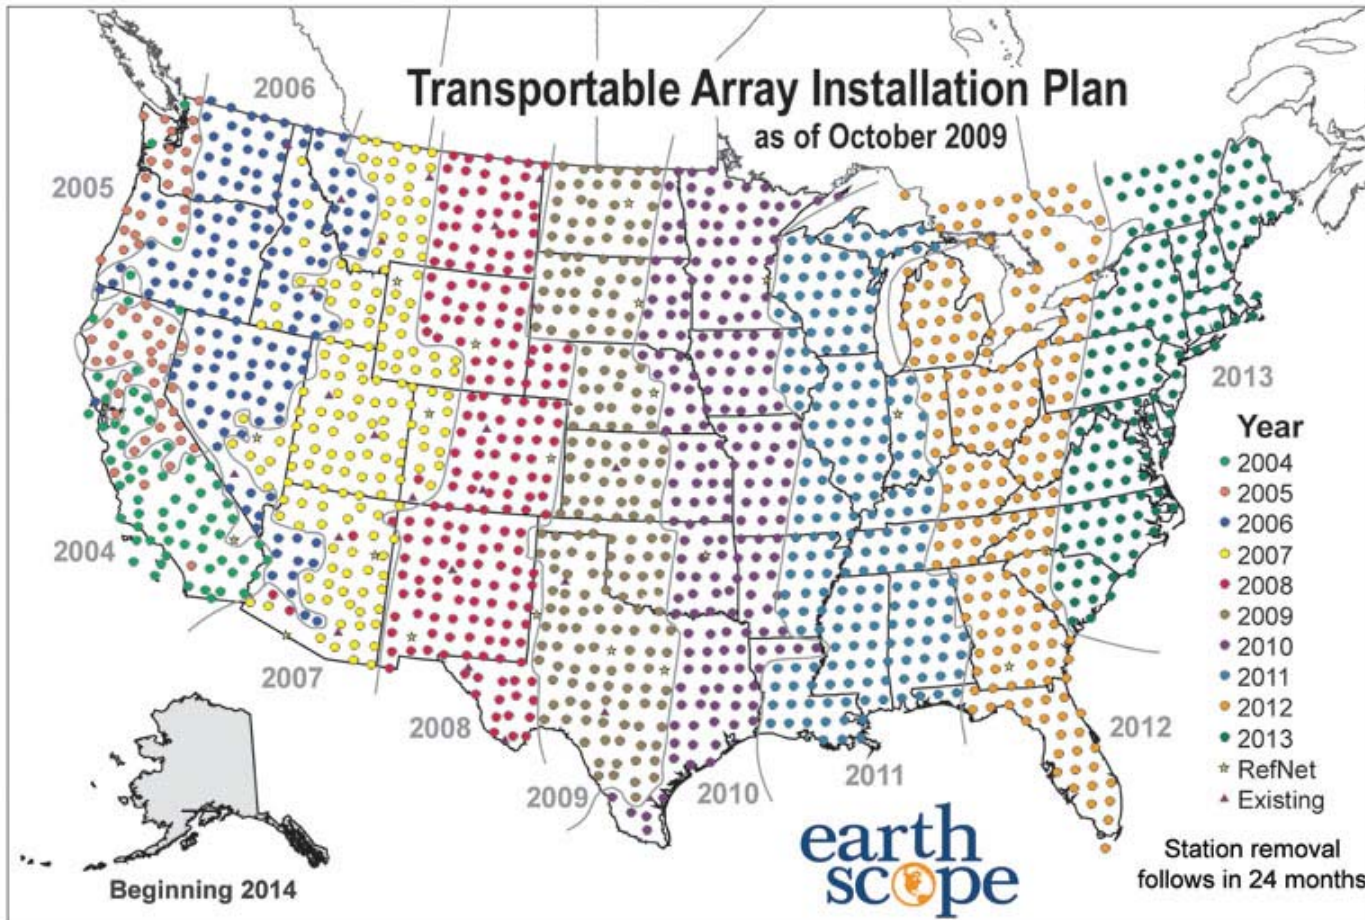 Transportable Array Installation Plan
as of October 2009
2006
2005
2004
2007
2008
2009
2010
2011
2012
2013
Year
2004
2005
2006
2007
2008
2009
2010
2011
2012
2013
RefNet
Existing
Beginning 2014
earth
scope
Station removal
follows in 24 months